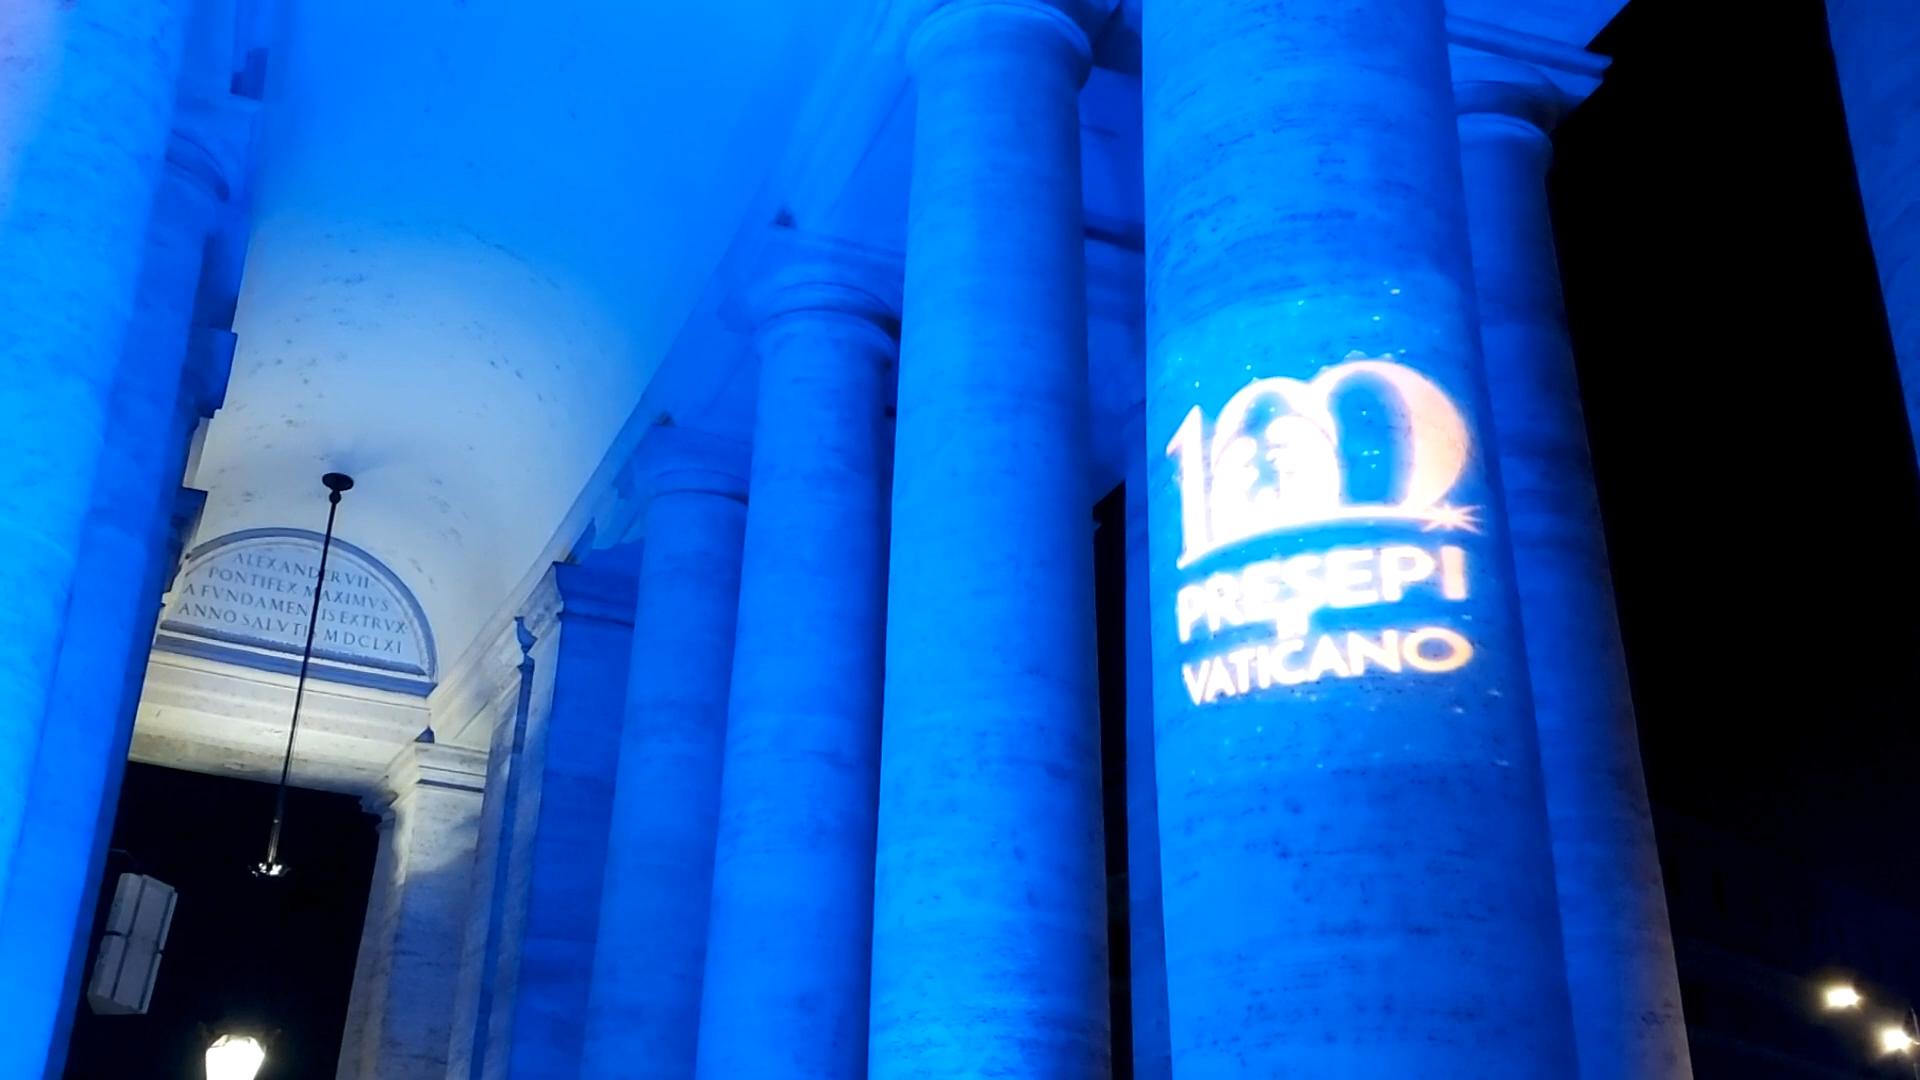 ALEXANDER VII
PONTIFEX MAXIMVS
A FVNDAMENTIS EXTRVX
ANNO SALVTIS MDCLXI
100
PRESEPI
VATICANO